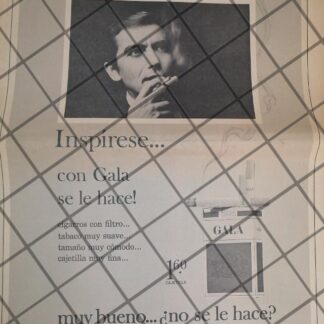 Inspírese...
con Gala
se le hace!
cigarros con filtro...
tabaco muy suave...
tamaño muy cómodo...
cajetilla muy fina...
GALA
1.60
CAJETILLA
muy bueno... ¿no se le hace?